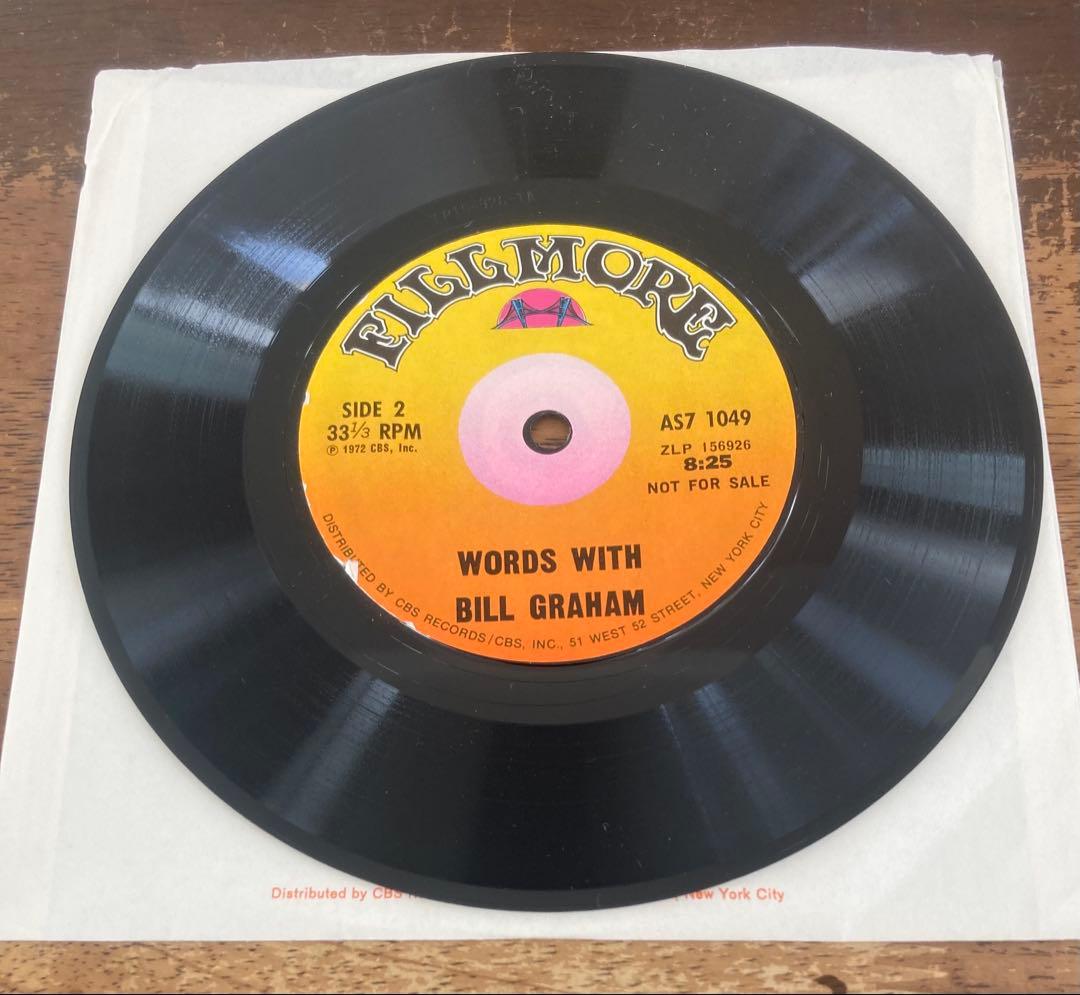 FILLMORE
SIDE 2
33⅓ RPM
℗ 1972 CBS, Inc.
AS7 1049
ZLP 156926
8:25
NOT FOR SALE
WORDS WITH
BILL GRAHAM
DISTRIBUTED BY CBS RECORDS/CBS, INC., 51 WEST 52 STREET, NEW YORK CITY
Distributed by CBS
New York City